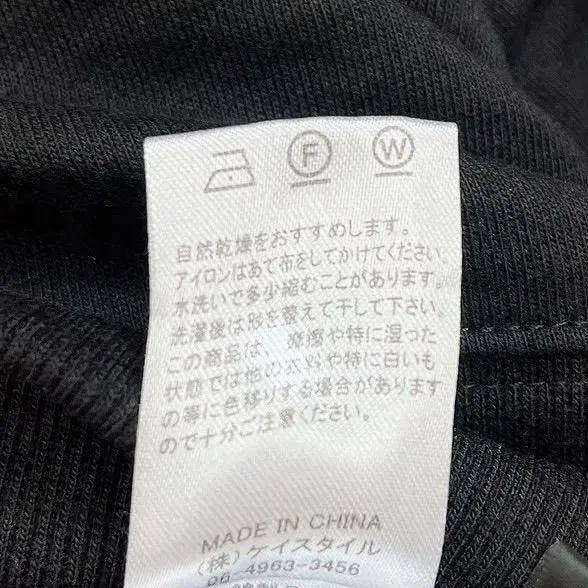 F W
自然乾燥をおすすめします。
アイロンはあて布をしてかけてください。
水洗いで多少縮むことがあります。
洗濯後は形を整えて干して下さい。
この商品は、摩擦や特に湿った
状態では他の衣料や特に白いも
の等に色移りする場合があります
ので十分ご注意ください。
MADE IN CHINA
(株)ケイスタイル
06-4963-3456